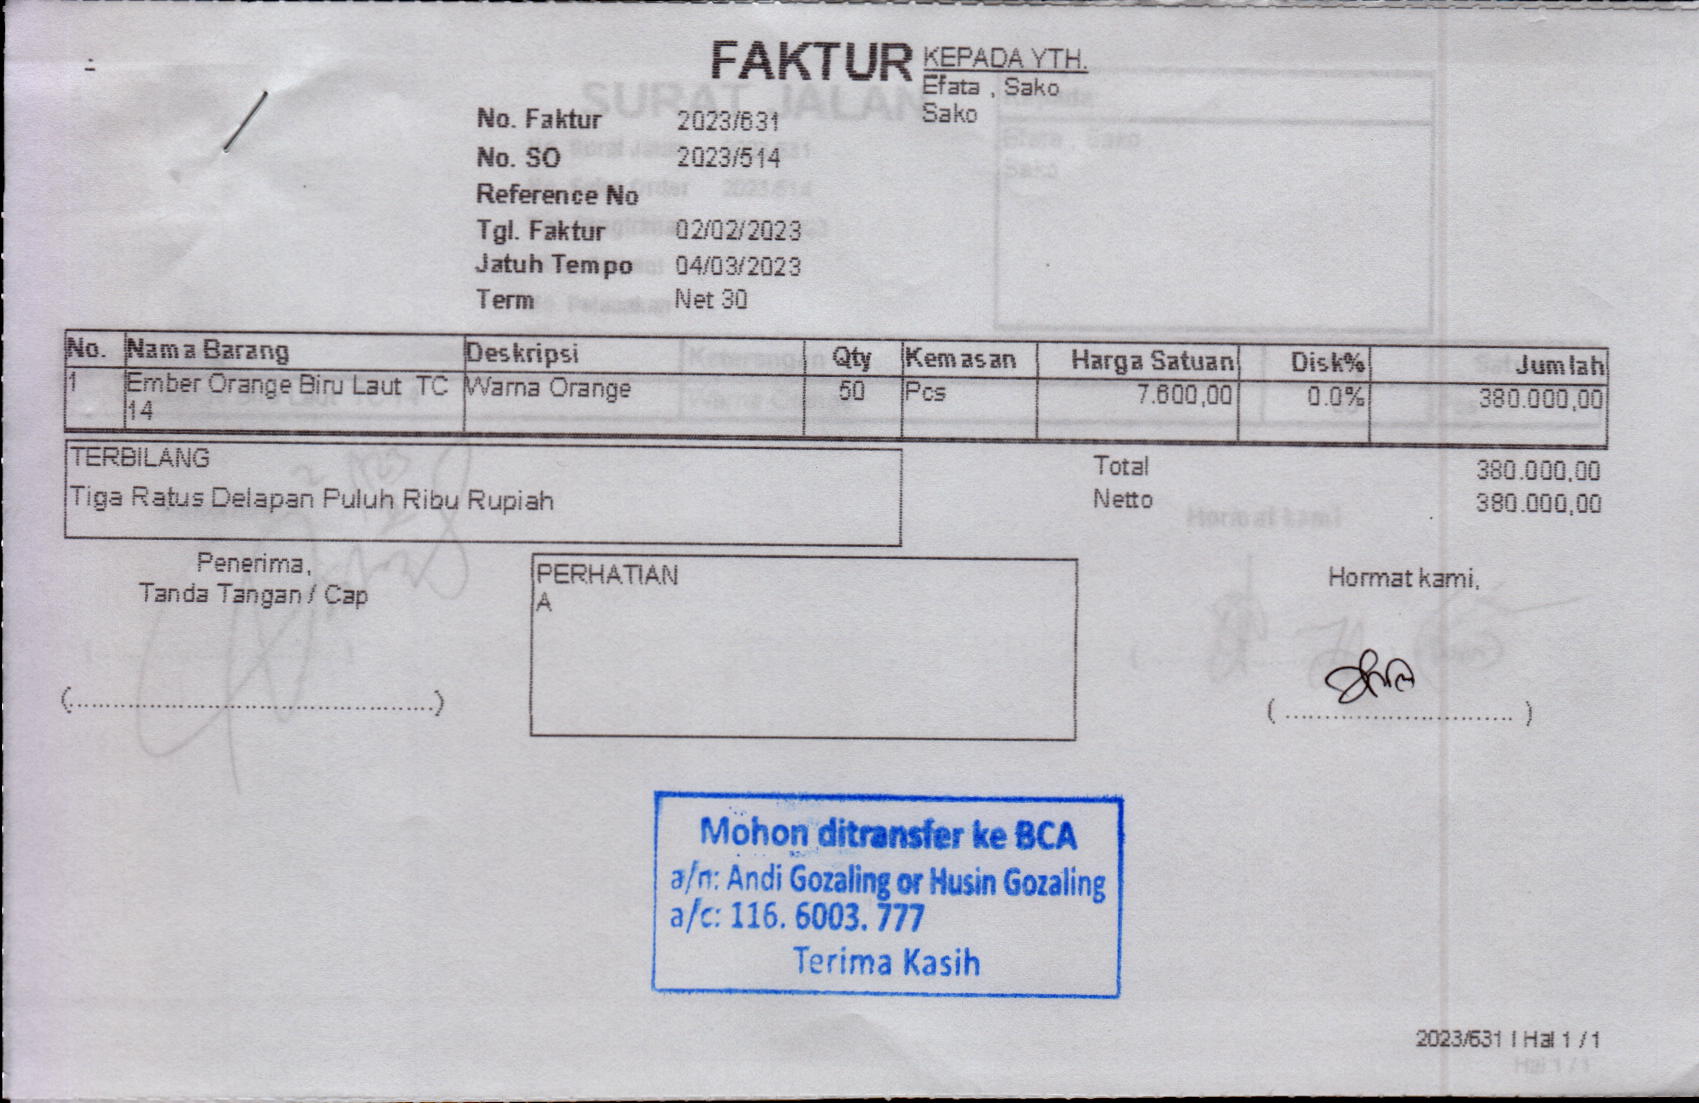 FAKTUR
KEPADA YTH.
Efata , Sako
Sako
No. Faktur 2023/631
No. SO 2023/514
Reference No
Tgl. Faktur 02/02/2023
Jatuh Tempo 04/03/2023
Term Net 30
No. Nama Barang Deskripsi Qty Kemasan Harga Satuan Disk% Jumlah
1 Ember Orange Biru Laut TC Warna Orange 50 Pcs 7.600,00 0.0% 380.000,00
14
TERBILANG
Tiga Ratus Delapan Puluh Ribu Rupiah
Total 380.000,00
Netto 380.000,00
Penerima,
Tanda Tangan / Cap
(..............................................)
PERHATIAN
A
Hormat kami,
( ............................. )
Mohon ditransfer ke BCA
a/n: Andi Gozaling or Husin Gozaling
a/c: 116. 6003. 777
Terima Kasih
2023/631 | Hal 1 / 1